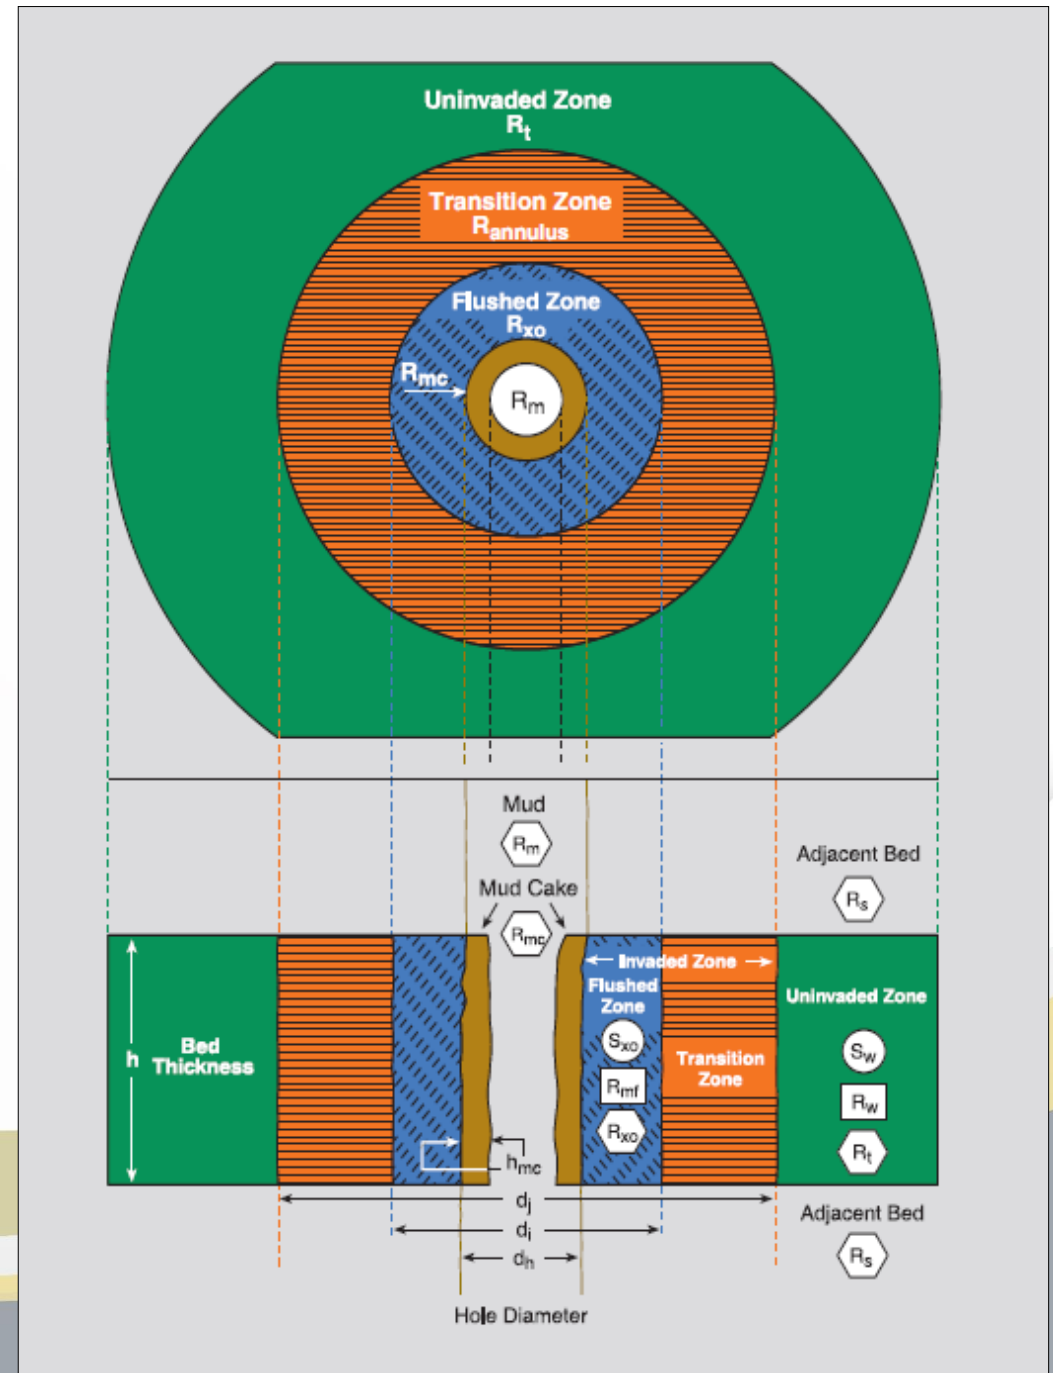 Uninvaded Zone
Rt
Transition Zone
Rannulus
Flushed Zone
Rxo
Rmc
Rm
Mud
Rm
Adjacent Bed
Rs
Mud Cake
Rmc
Invaded Zone
Flushed
Zone
Sxo
Rmf
Rxo
Transition
Zone
Uninvaded Zone
Sw
Rw
Rt
h
Bed
Thickness
hmc
dj
di
dh
Adjacent Bed
Rs
Hole Diameter